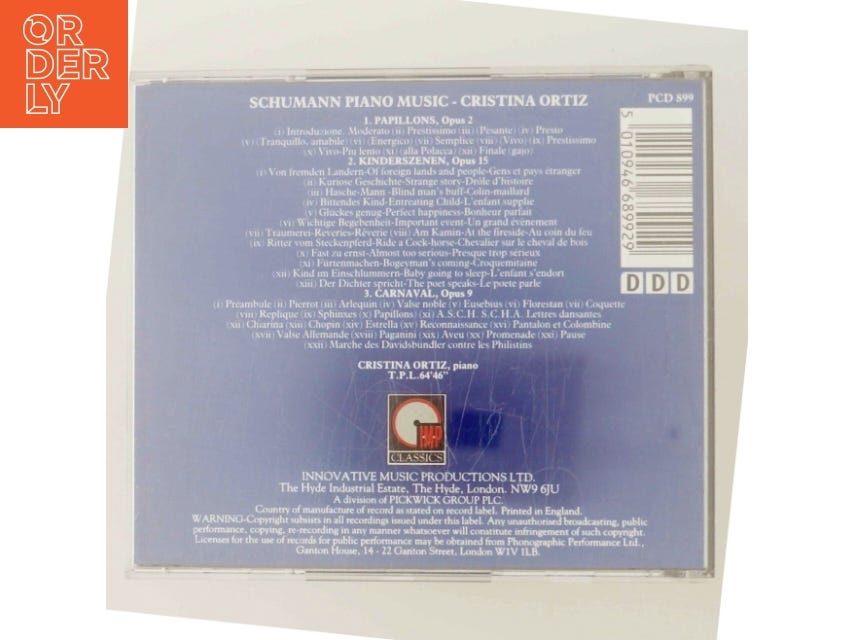 OR
DER
LY
SCHUMANN PIANO MUSIC - CRISTINA ORTIZ
PCD 899
1. PAPILLONS, Opus 2
(i) Introduzione. Moderato (ii) Prestissimo (iii) (Pesante) (iv) Presto
(v) (Tranquillo, amabile) (vi) (Energico) (vii) Semplice (viii) (Vivo) (ix) Prestissimo
(x) Vivo-Piu lento (xi) (alla Polacca) (xii) Finale (gajo)
2. KINDERSZENEN, Opus 15
(i) Von fremden Landern-Of foreign lands and people-Gens et pays étranger
(ii) Kuriose Geschichte-Strange story-Drôle d'histoire
(iii) Hasche-Mann -Blind man's buff-Colin-maillard
(iv) Bittendes Kind-Entreating Child-L'enfant supplie
(v) Gluckes genug-Perfect happiness-Bonheur parfait
(vi) Wichtige Begebenheit-Important event-Un grand évènement
(vii) Traumerei-Reveries-Rêverie (viii) Am Kamin-At the fireside-Au coin du feu
(ix) Ritter vom Steckenpferd-Ride a Cock-horse-Chevalier sur le cheval de bois
(x) Fast zu ernst-Almost too serious-Presque trop sérieux
(xi) Fürtenmachen-Bogeyman's coming-Croquemitaine
(xii) Kind im Einschlummern-Baby going to sleep-L'enfant s'endort
(xiii) Der Dichter spricht-The poet speaks-Le poete parle
3. CARNAVAL, Opus 9
(i) Préambule (ii) Pierrot (iii) Arlequin (iv) Valse noble (v) Eusebius (vi) Florestan (vii) Coquette
(viii) Replique (ix) Sphinxes (x) Papillons) (xi) A.S.C.H. S.C.H.A. Lettres dansantes
(xii) Chiarina (xiii) Chopin (xiv) Estrella (xv) Reconnaissance (xvi) Pantalon et Colombine
(xvii) Valse Allemande (xviii) Paganini (xix) Aveu (xx) Promenade (xxi) Pause
(xxii) Marche des Davidsbundler contre les Philistins
5 010946 689929
DDD
CRISTINA ORTIZ, piano
T.P.L.64'46"
IMP
CLASSICS
INNOVATIVE MUSIC PRODUCTIONS LTD.
The Hyde Industrial Estate, The Hyde, London. NW9 6JU
A division of PICKWICK GROUP PLC.
Country of manufacture of record as stated on record label. Printed in England.
WARNING-Copyright subsists in all recordings issued under this label. Any unauthorised broadcasting, public
performance, copying, re-recording in any manner whatsoever will constitute infringement of such copyright.
Licenses for the use of records for public performance may be obtained from Phonographic Performance Ltd.,
Ganton House, 14 - 22 Ganton Street, London W1V 1LB.